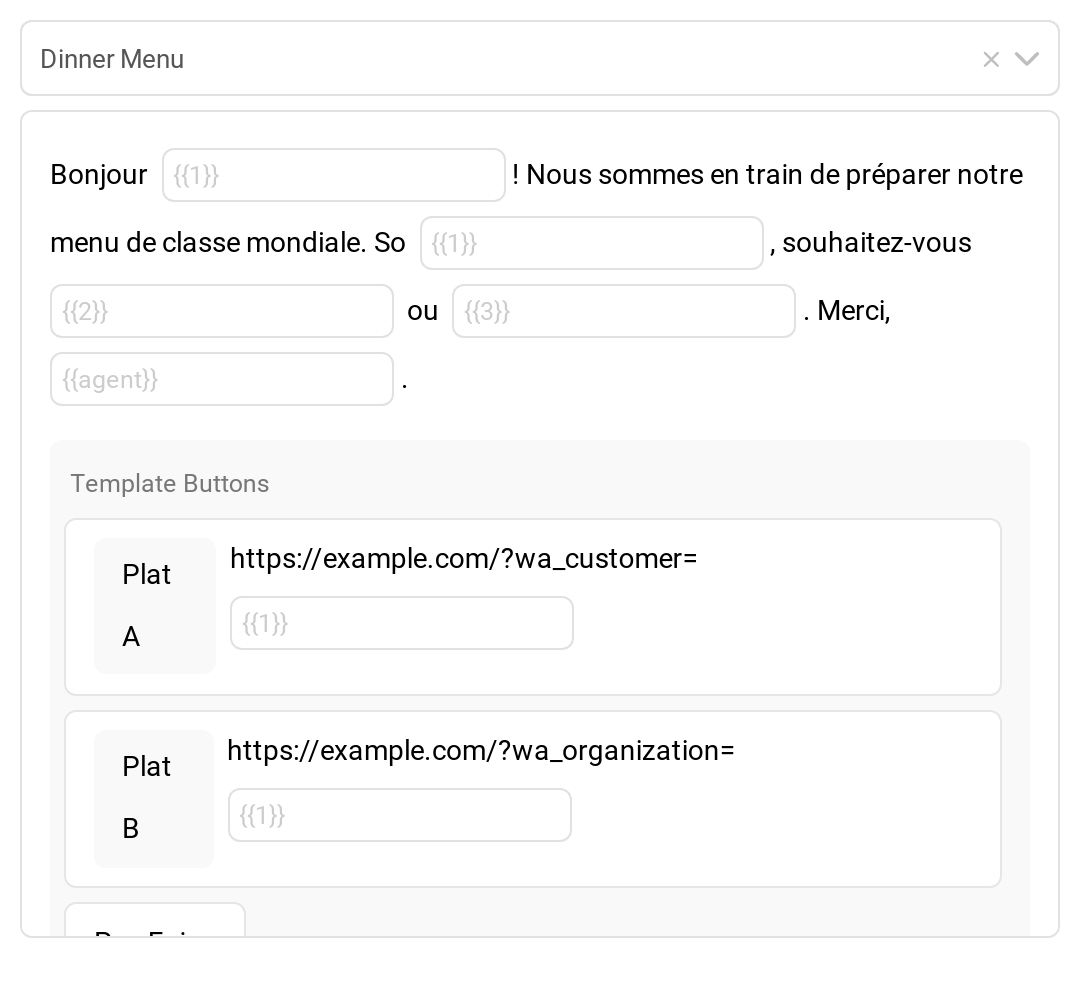 Dinner Menu
Bonjour {{1}} ! Nous sommes en train de préparer notre
menu de classe mondiale. So {{1}} , souhaitez-vous
{{2}} ou {{3}} . Merci,
{{agent}} .
Template Buttons
Plat
A
https://example.com/?wa_customer=
{{1}}
Plat
B
https://example.com/?wa_organization=
{{1}}